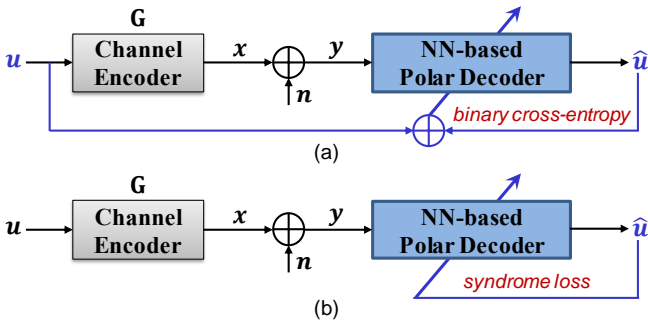 G
u Channel Encoder x n y NN-based Polar Decoder û
binary cross-entropy
(a)
G
u Channel Encoder x n y NN-based Polar Decoder û
syndrome loss
(b)